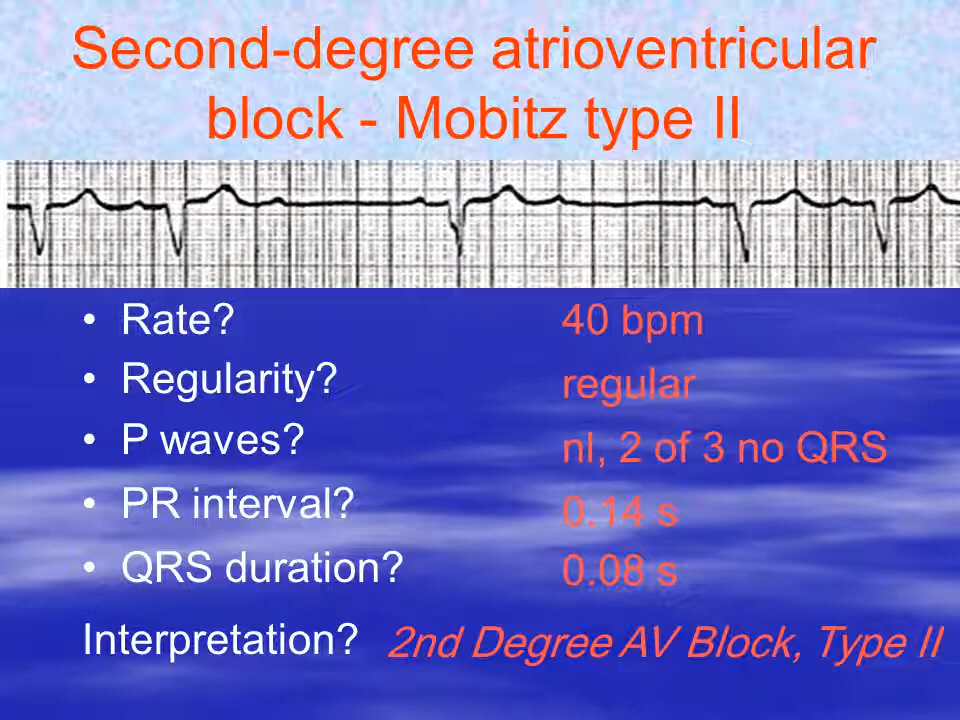 Second-degree atrioventricular
block - Mobitz type II
• Rate? 40 bpm
• Regularity? regular
• P waves? nl, 2 of 3 no QRS
• PR interval? 0.14 s
• QRS duration? 0.08 s
Interpretation? 2nd Degree AV Block, Type II